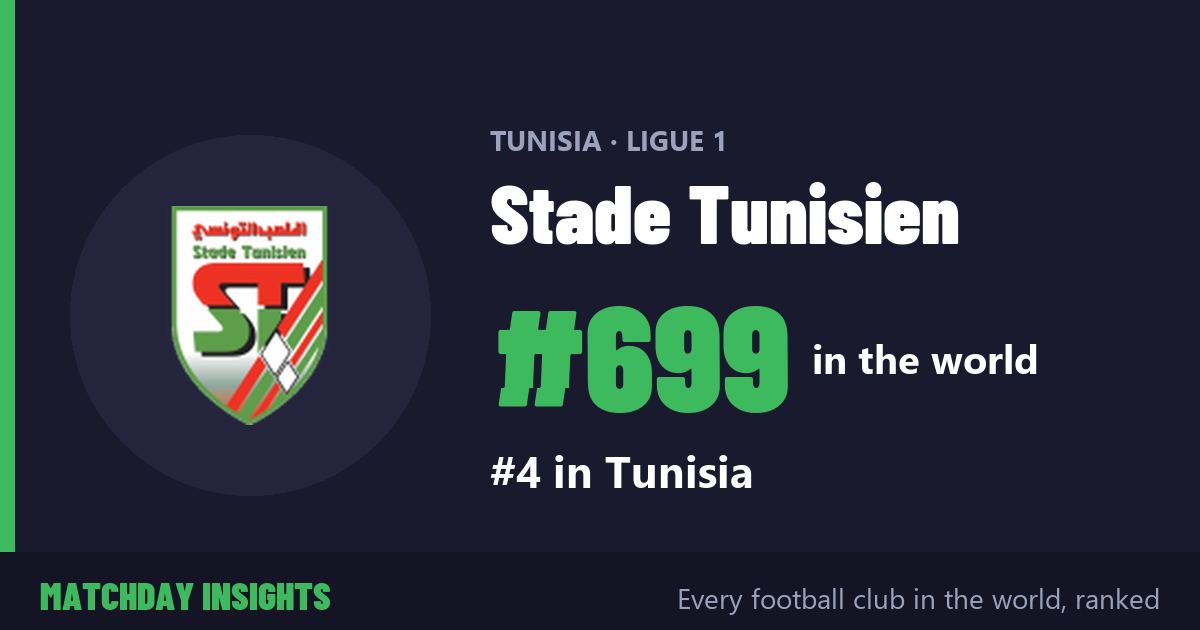 TUNISIA · LIGUE 1
Stade Tunisien
الملعب التونسي
Stade Tunisien
ST
#699 in the world
#4 in Tunisia
MATCHDAY INSIGHTS
Every football club in the world, ranked